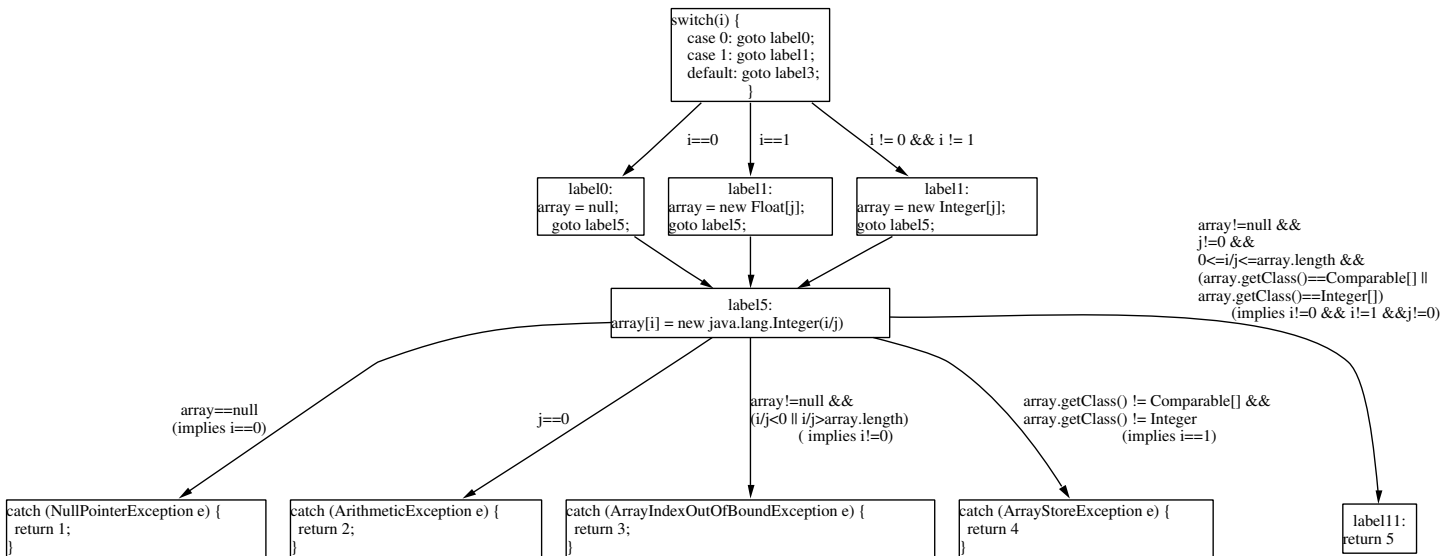 switch(i) {
case 0: goto label0;
case 1: goto label1;
default: goto label3;
}
i==0
i==1
i != 0 && i != 1
label0:
array = null;
goto label5;
label1:
array = new Float[j];
goto label5;
label1:
array = new Integer[j];
goto label5;
array!=null &&
j!=0 &&
0<=i/j<=array.length &&
(array.getClass()==Comparable[] ||
array.getClass()==Integer[])
(implies i!=0 && i!=1 &&j!=0)
label5:
array[i] = new java.lang.Integer(i/j)
array==null
(implies i==0)
j==0
array!=null &&
(i/j<0 || i/j>array.length)
( implies i!=0)
array.getClass() != Comparable[] &&
array.getClass() != Integer
(implies i==1)
catch (NullPointerException e) {
return 1;
}
catch (ArithmeticException e) {
return 2;
}
catch (ArrayIndexOutOfBoundException e) {
return 3;
}
catch (ArrayStoreException e) {
return 4
}
label11:
return 5